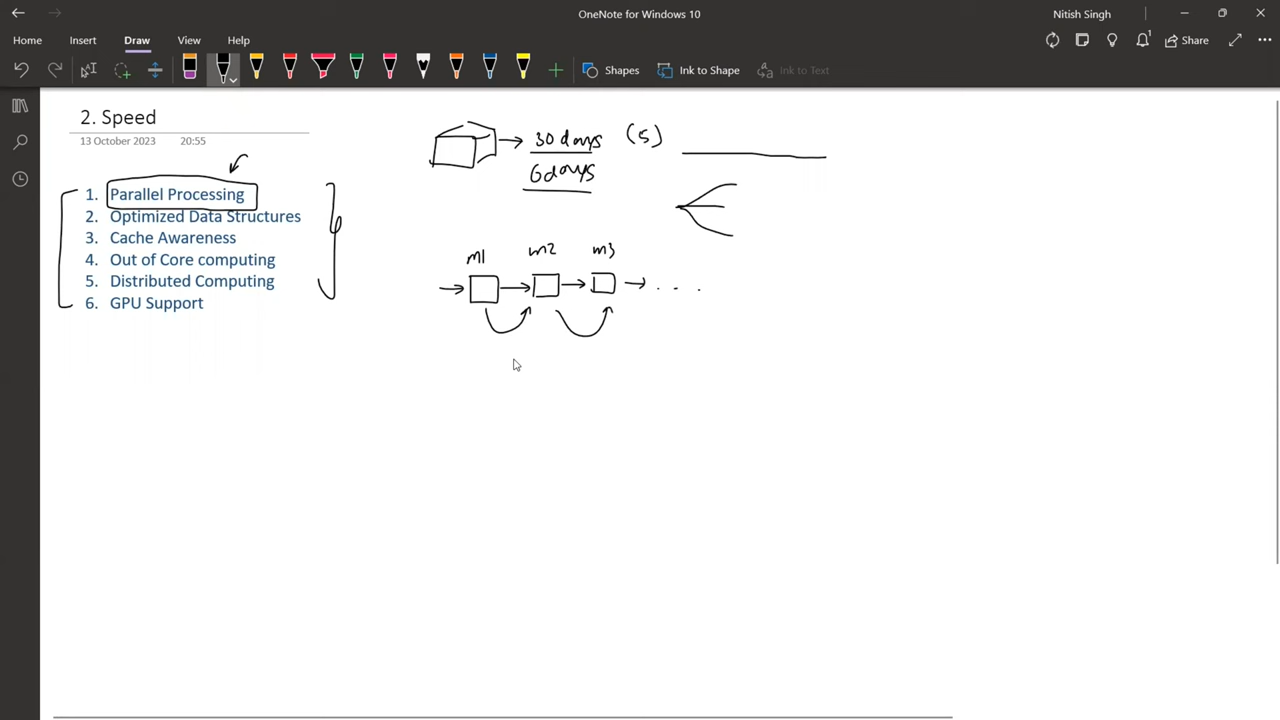 OneNote for Windows 10
Nitish Singh
Home Insert Draw View Help
Share
Shapes
Ink to Shape
Ink to Text
2. Speed
13 October 2023 20:55
1. Parallel Processing
2. Optimized Data Structures
3. Cache Awareness
4. Out of Core computing
5. Distributed Computing
6. GPU Support
30 days (5)
6 days
m1 m2 m3
. . .